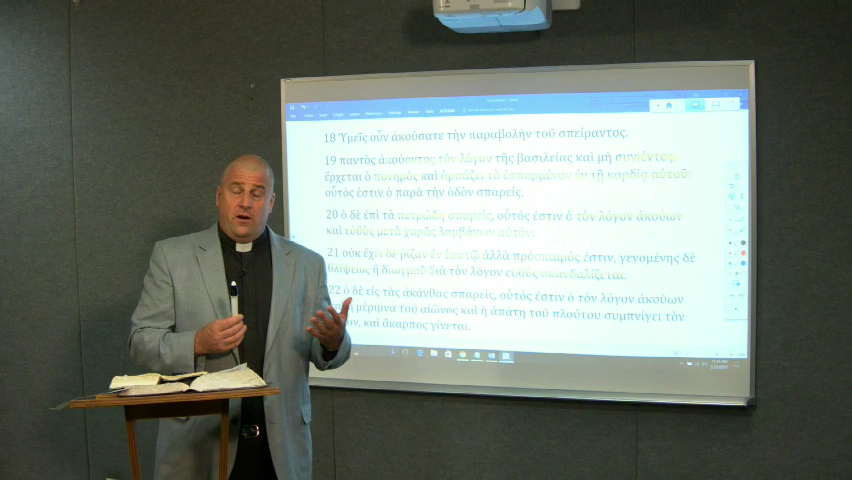 18 Ὑμεῖς οὖν ἀκούσατε τὴν παραβολὴν τοῦ σπείραντος.
19 παντὸς ἀκούοντος τὸν λόγον τῆς βασιλείας καὶ μὴ συνιέντος,
ἔρχεται ὁ πονηρὸς καὶ ἁρπάζει τὸ ἐσπαρμένον ἐν τῇ καρδίᾳ αὐτοῦ·
οὗτός ἐστιν ὁ παρὰ τὴν ὁδὸν σπαρείς.
20 ὁ δὲ ἐπὶ τὰ πετρώδη σπαρείς, οὗτός ἐστιν ὁ τὸν λόγον ἀκούων
καὶ εὐθὺς μετὰ χαρᾶς λαμβάνων αὐτόν·
21 οὐκ ἔχει δὲ ῥίζαν ἐν ἑαυτῷ ἀλλὰ πρόσκαιρός ἐστιν, γενομένης δὲ
θλίψεως ἢ διωγμοῦ διὰ τὸν λόγον εὐθὺς σκανδαλίζεται.
22 ὁ δὲ εἰς τὰς ἀκάνθας σπαρείς, οὗτός ἐστιν ὁ τὸν λόγον ἀκούων
μέριμνα τοῦ αἰῶνος καὶ ἡ ἀπάτη τοῦ πλούτου συμπνίγει τὸν
καὶ ἄκαρπος γίνεται.